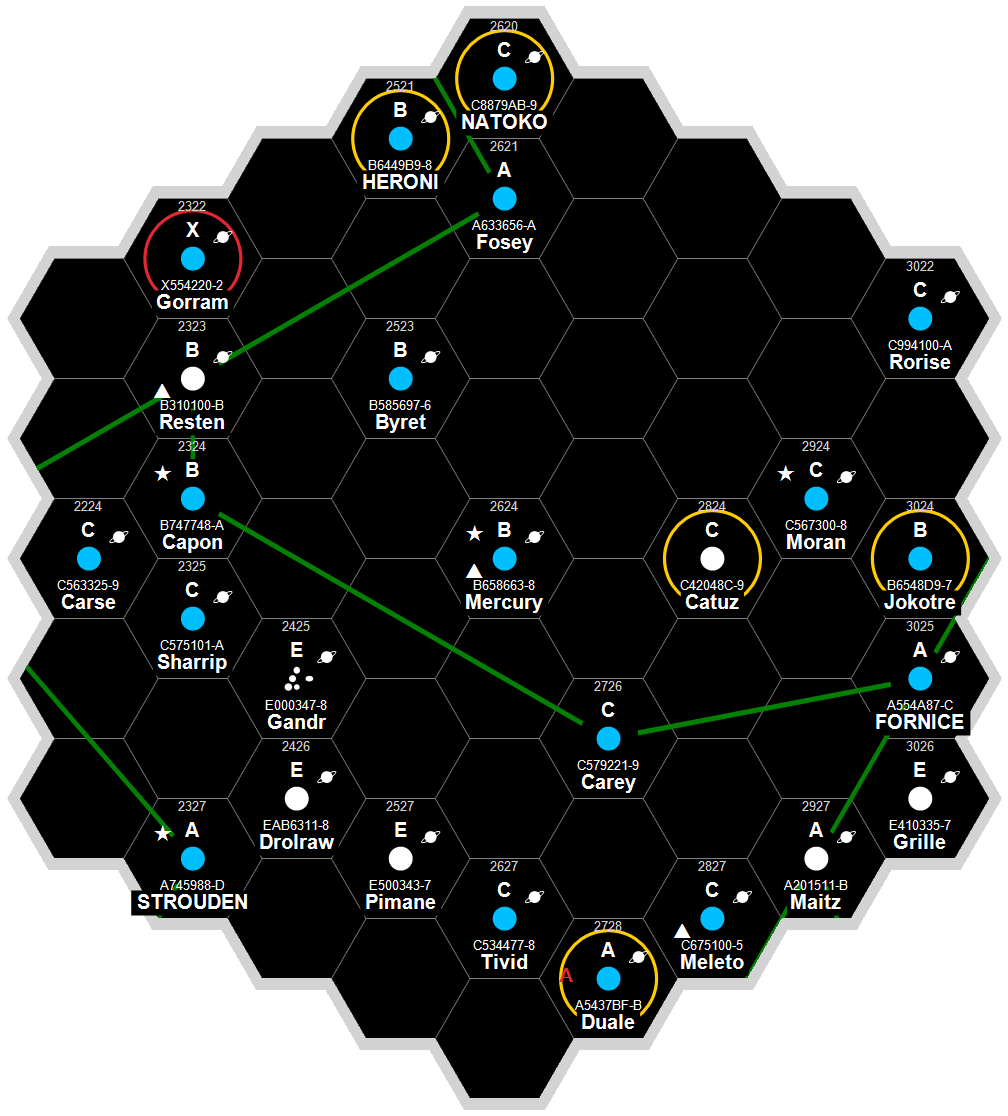 2620
C
C8879AB-9
NATOKO
2521
B
B6449B9-8
HERONI
2621
A
A633656-A
Fosey
2322
X
X554220-2
Gorram
3022
C
C994100-A
Rorise
2323
B
B310100-B
Resten
2523
B
B585697-6
Byret
2324
B
B747748-A
Capon
2924
C
C567300-8
Moran
2224
C
C563325-9
Carse
2624
B
B658663-8
Mercury
2824
C
C42048C-9
Catuz
3024
B
B6548D9-7
Jokotre
2325
C
C575101-A
Sharrip
2425
E
E000347-8
Gandr
3025
A
A554A87-C
FORNICE
2726
C
C579221-9
Carey
2426
E
EAB6311-8
Drolraw
3026
E
E410335-7
Grille
2327
A
A745988-D
STROUDEN
2527
E
E500343-7
Pimane
2927
A
A201511-B
Maitz
2627
C
C534477-8
Tivid
2827
C
C675100-5
Meleto
2728
A
A
A5437BF-B
Duale